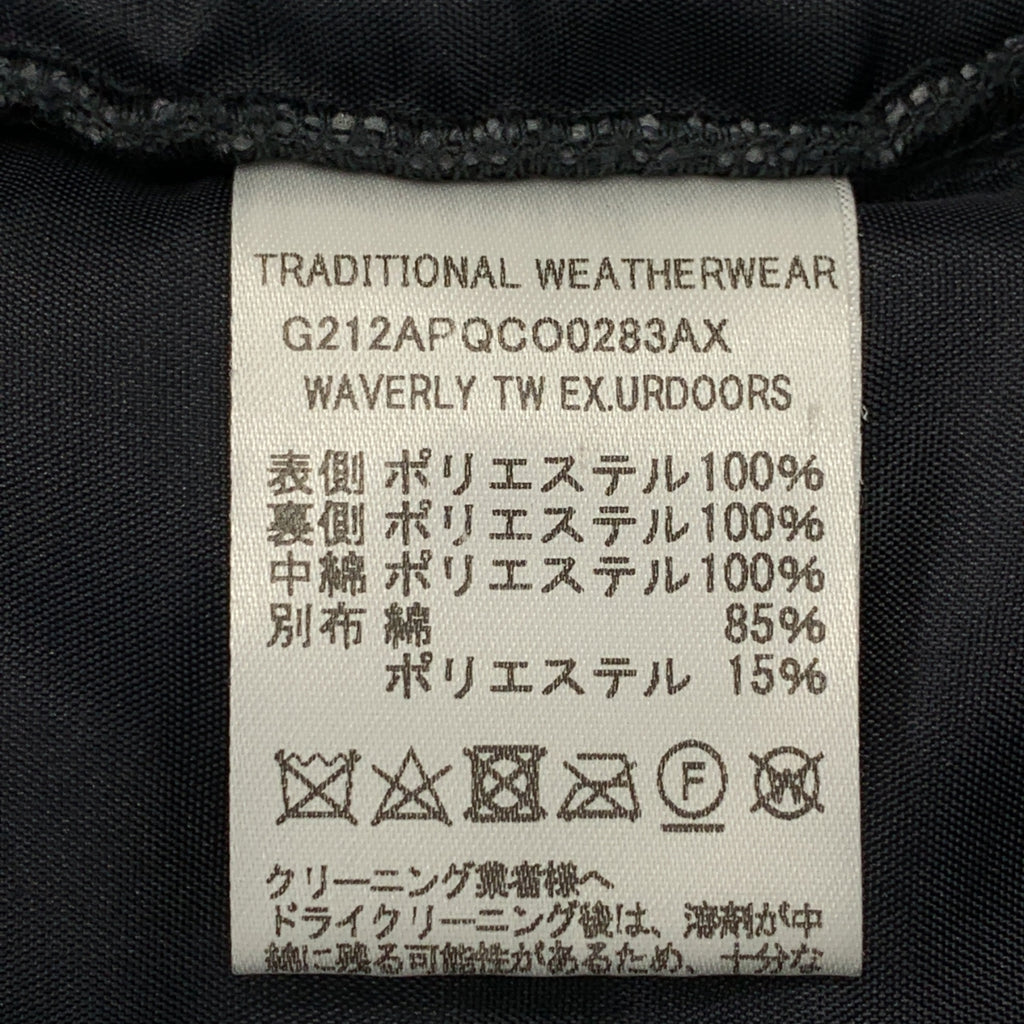 TRADITIONAL WEATHERWEAR
G212APQCO0283AX
WAVERLY TW EX.URDOORS
表側 ポリエステル100%
裏側 ポリエステル100%
中綿 ポリエステル100%
別布 綿 85%
ポリエステル 15%
F W
クリーニング業者様へ
ドライクリーニング後は、溶剤が中
綿に残る可能性があるため、十分な